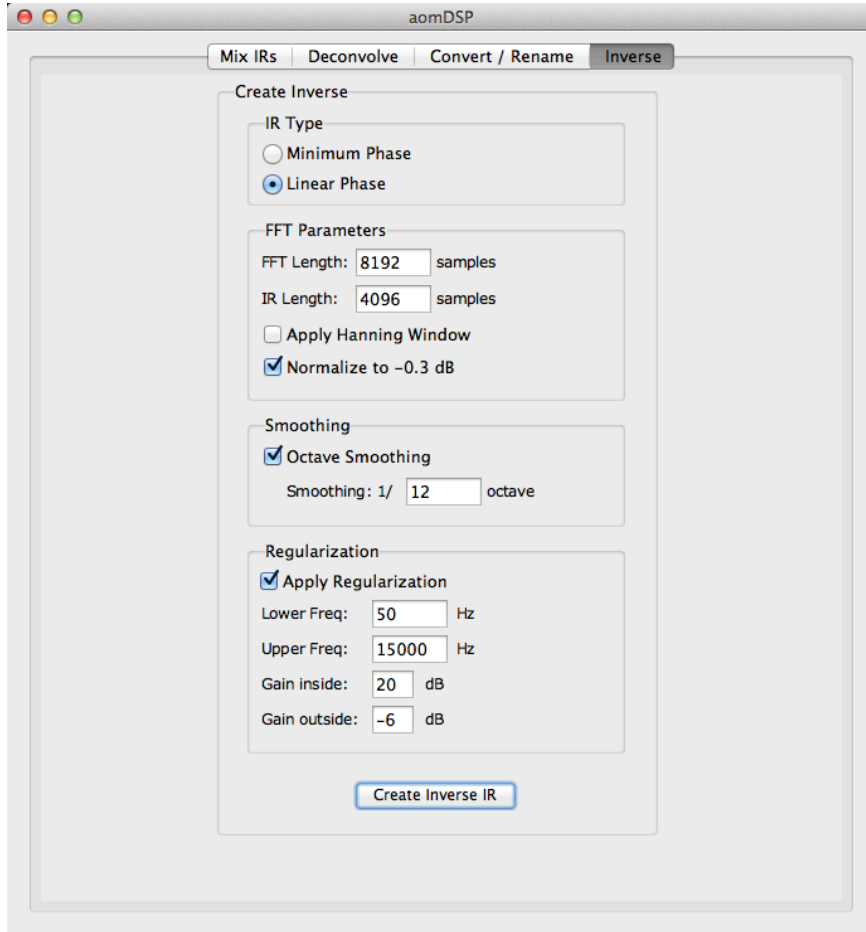 aomDSP
Mix IRs Deconvolve Convert / Rename Inverse
Create Inverse
IR Type
Minimum Phase
Linear Phase
FFT Parameters
FFT Length: 8192 samples
IR Length: 4096 samples
Apply Hanning Window
Normalize to -0.3 dB
Smoothing
Octave Smoothing
Smoothing: 1/ 12 octave
Regularization
Apply Regularization
Lower Freq: 50 Hz
Upper Freq: 15000 Hz
Gain inside: 20 dB
Gain outside: -6 dB
Create Inverse IR